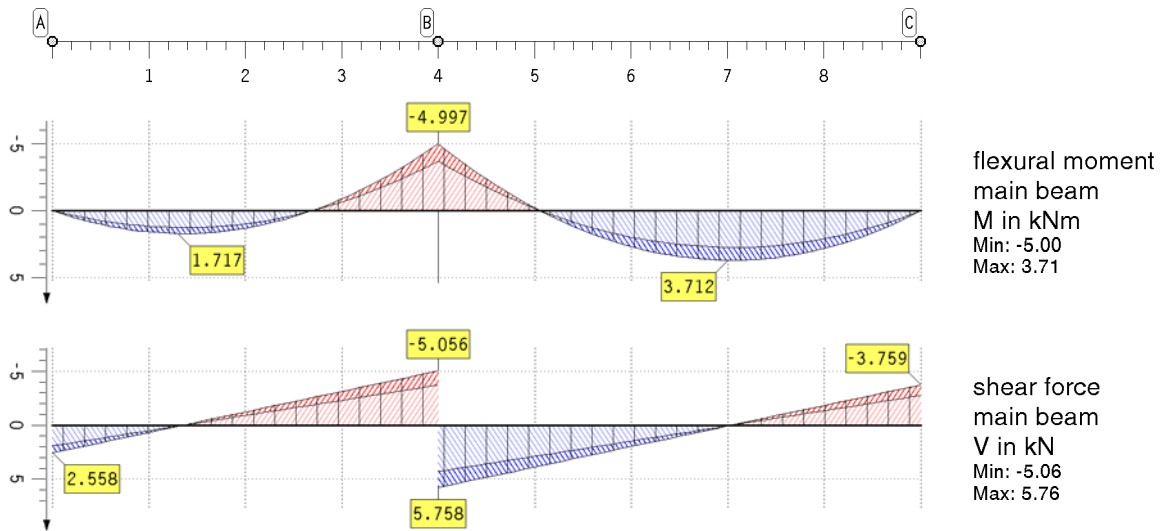 A B C
1 2 3 4 5 6 7 8
-4.997
-5
0
5
1.717
3.712
flexural moment
main beam
M in kNm
Min: -5.00
Max: 3.71
-5.056
-3.759
-5
0
5
2.558
5.758
shear force
main beam
V in kN
Min: -5.06
Max: 5.76